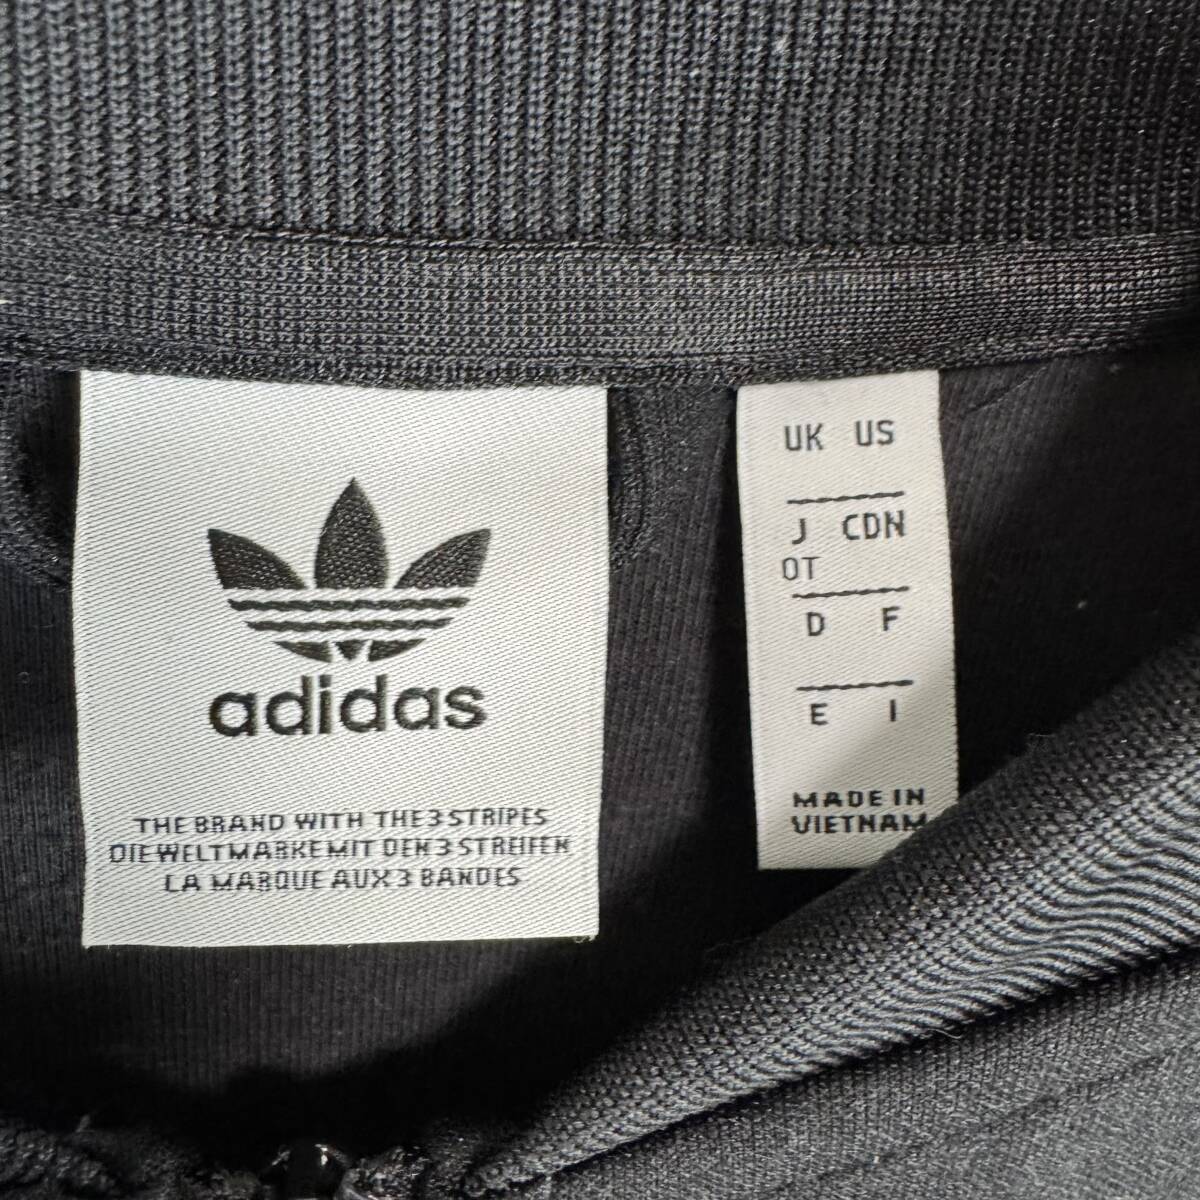 adidas
THE BRAND WITH THE 3 STRIPES
DIE WELTMARKE MIT DEN 3 STREIFEN
LA MARQUE AUX 3 BANDES
UK US
J CDN
OT
D F
E I
MADE IN
VIETNAM